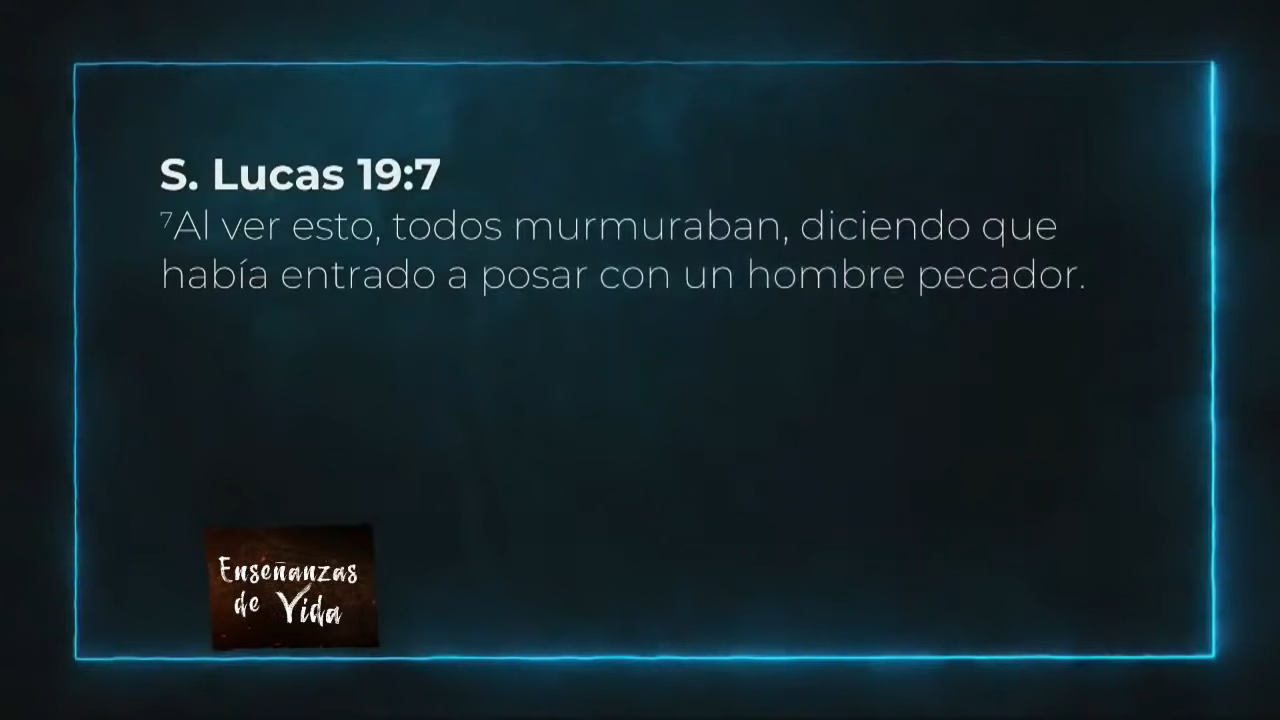 S. Lucas 19:7
⁷Al ver esto, todos murmuraban, diciendo que
había entrado a posar con un hombre pecador.
Enseñanzas
de Vida